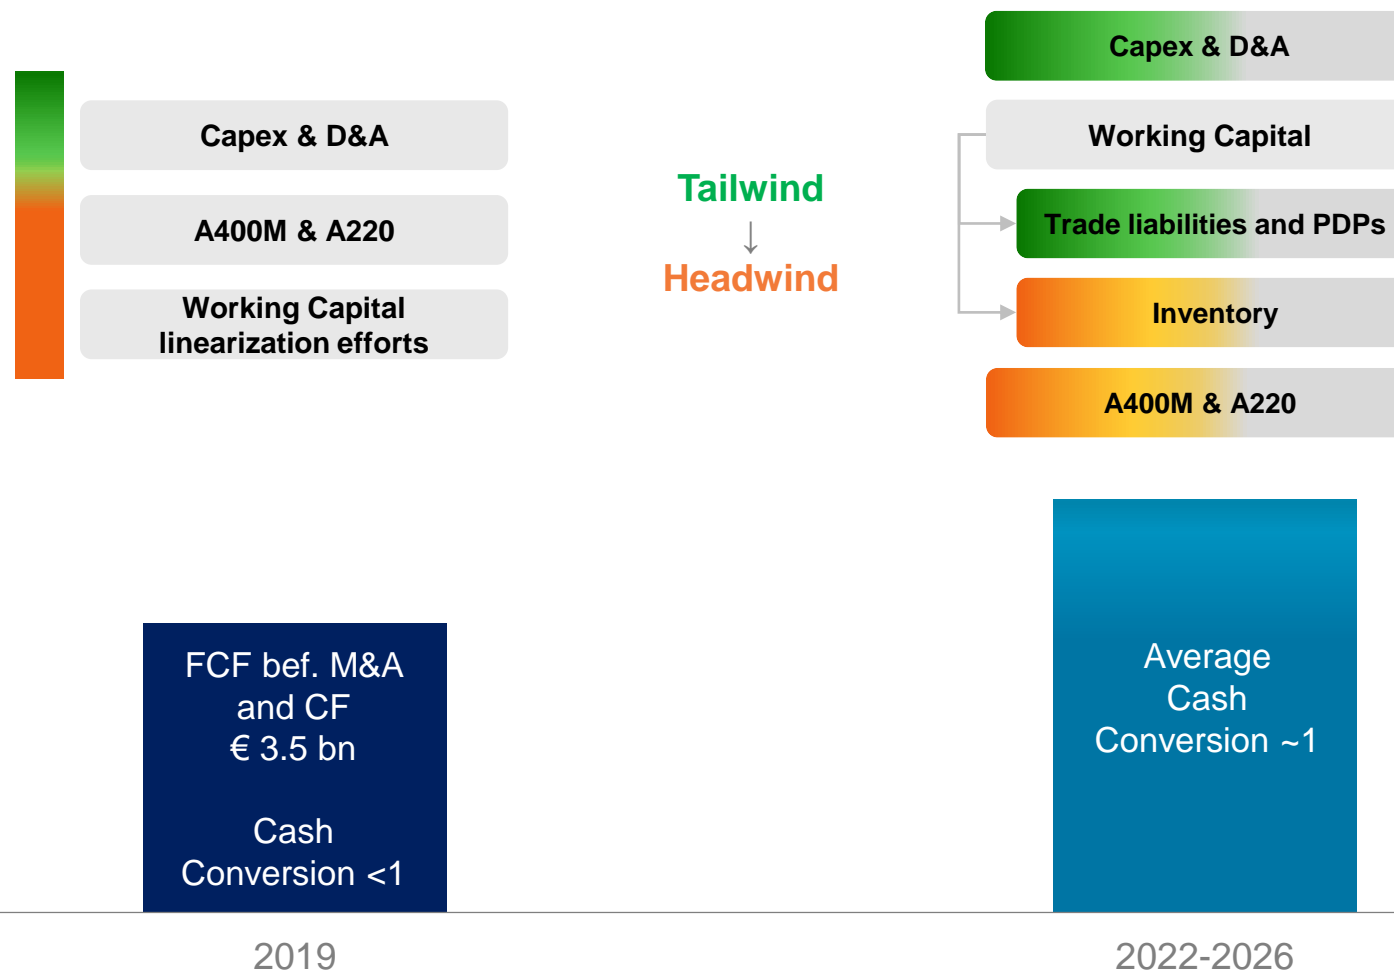 Capex & D&A
A400M & A220
Working Capital
linearization efforts
Tailwind
↓
Headwind
Capex & D&A
Working Capital
Trade liabilities and PDPs
Inventory
A400M & A220
FCF bef. M&A
and CF
€ 3.5 bn
Cash
Conversion <1
Average
Cash
Conversion ~1
2019
2022-2026